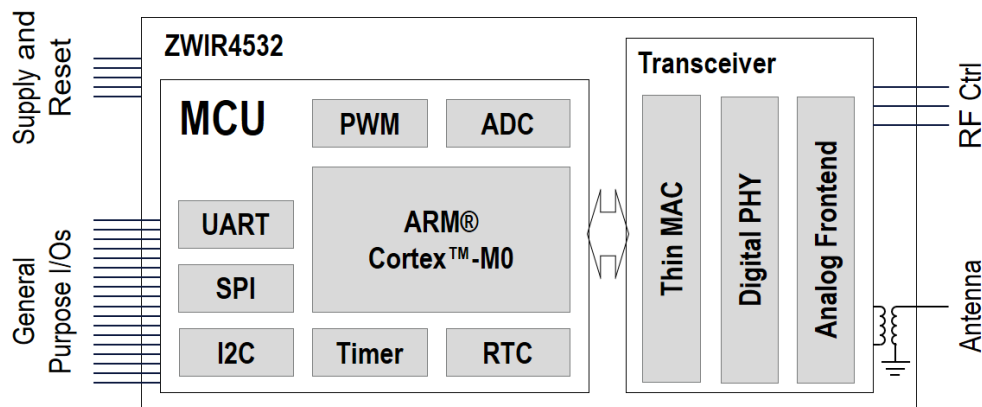 Supply and
Reset
ZWIR4532
MCU
PWM
ADC
UART
ARM®
Cortex™-M0
SPI
I2C
Timer
RTC
General
Purpose I/Os
Transceiver
Thin MAC
Digital PHY
Analog Frontend
RF Ctrl
Antenna